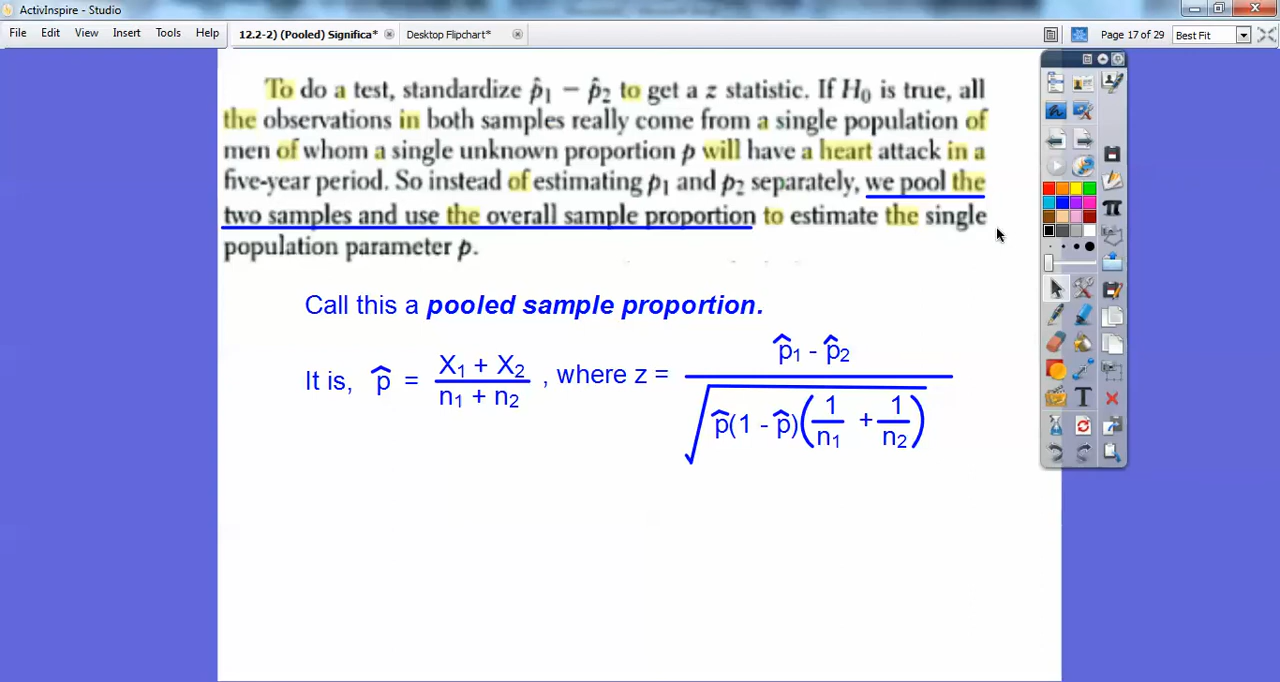 ActivInspire - Studio
File Edit View Insert Tools Help
12.2-2) (Pooled) Significa* Desktop Flipchart* Page 17 of 29 Best Fit
To do a test, standardize p̂₁ − p̂₂ to get a z statistic. If H₀ is true, all
the observations in both samples really come from a single population of
men of whom a single unknown proportion p will have a heart attack in a
five-year period. So instead of estimating p₁ and p₂ separately, we pool the
two samples and use the overall sample proportion to estimate the single
population parameter p.
Call this a pooled sample proportion.
It is, p̂ = (X₁ + X₂)/(n₁ + n₂) , where z = (p̂₁ - p̂₂)/√(p̂(1 - p̂)(1/n₁ + 1/n₂))